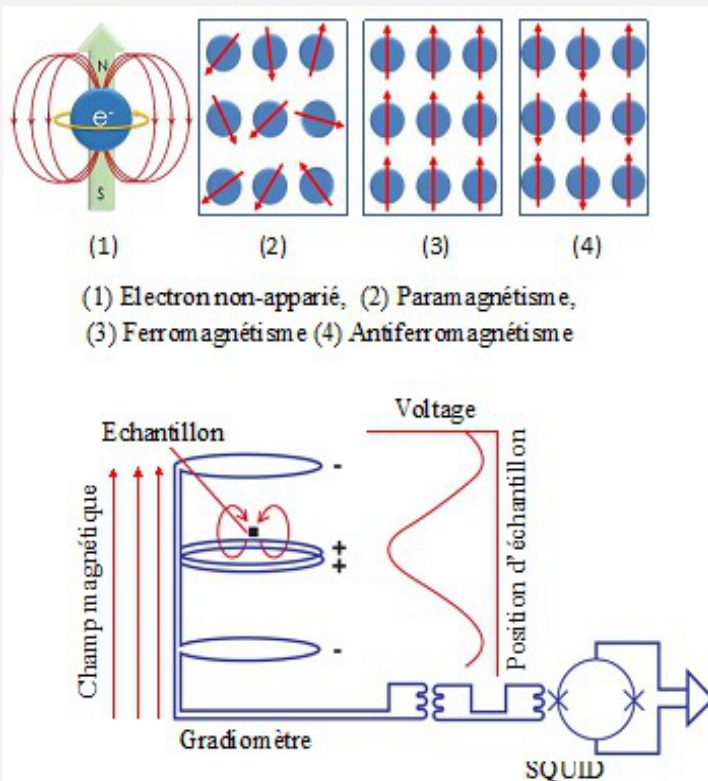 N
e-
S
(1) (2) (3) (4)
(1) Electron non-apparié, (2) Paramagnétisme,
(3) Ferromagnétisme (4) Antiferromagnétisme
Voltage
Echantillon
Champ magnétique
-
+
+
-
Position d'échantillon
Gradiomètre
SQUID